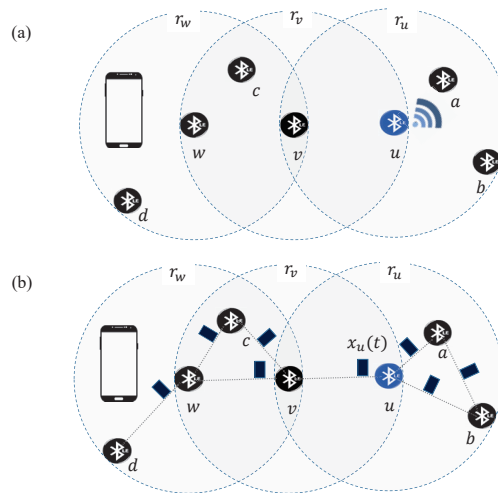 (a)
r_w r_v r_u
c a
w v u
b
d
(b)
r_w r_v r_u
x_u(t)
c a
w v u
b
d